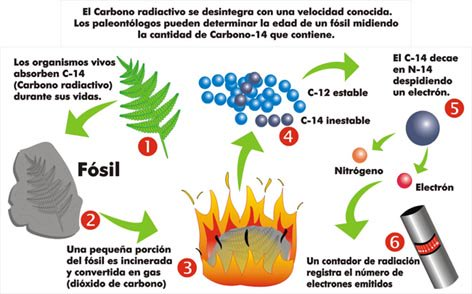 El Carbono radiactivo se desintegra con una velocidad conocida.
Los paleontólogos pueden determinar la edad de un fósil midiendo
la cantidad de Carbono-14 que contiene.
Los organismos vivos
absorben C-14
(Carbono radiactivo)
durante sus vidas.
1
Fósil
2
Una pequeña porción
del fósil es incinerada
y convertida en gas
(dióxido de carbono)
3
C-12 estable
C-14 inestable
4
El C-14 decae
en N-14
despidiendo
un electrón.
5
Nitrógeno
Electrón
6
Un contador de radiación
registra el número de
electrones emitidos